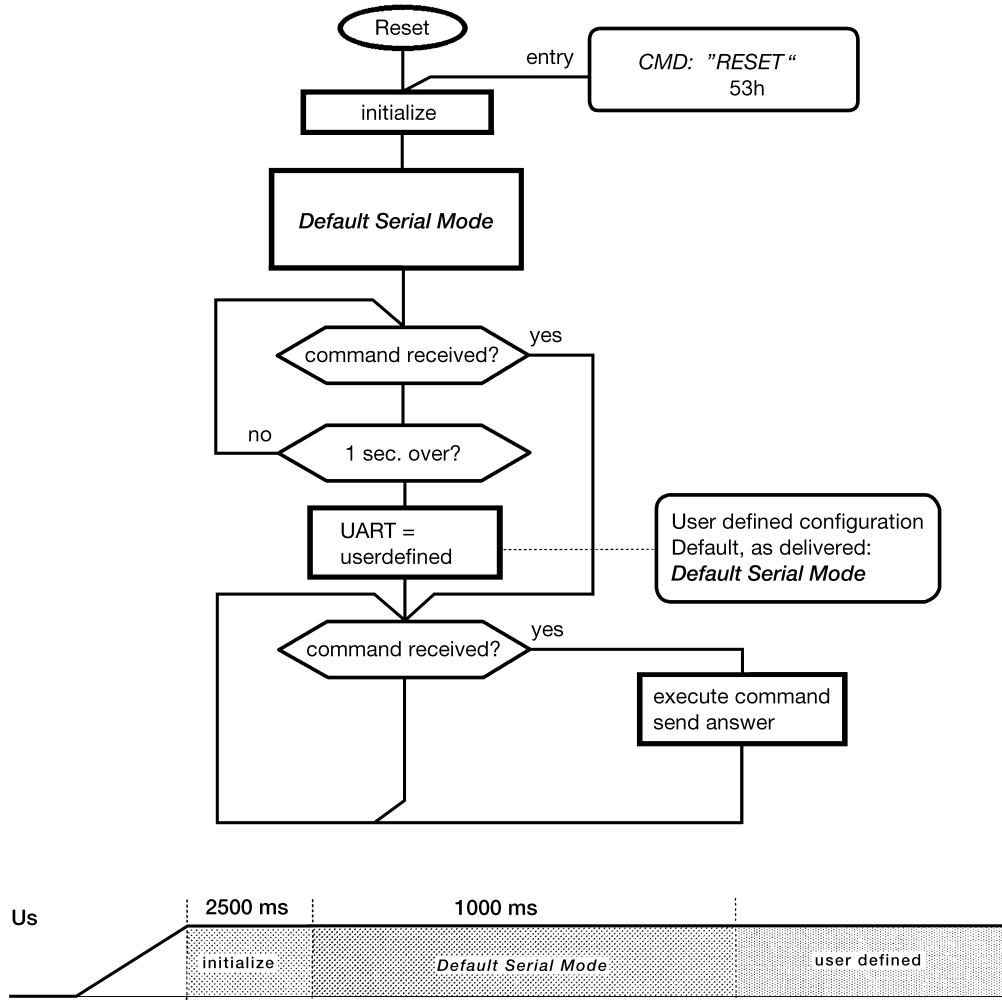 Reset
entry
CMD: ”RESET“
53h
initialize
Default Serial Mode
command received?
yes
no
1 sec. over?
UART =
userdefined
User defined configuration
Default, as delivered:
Default Serial Mode
command received?
yes
execute command
send answer
Us
2500 ms
1000 ms
initialize
Default Serial Mode
user defined